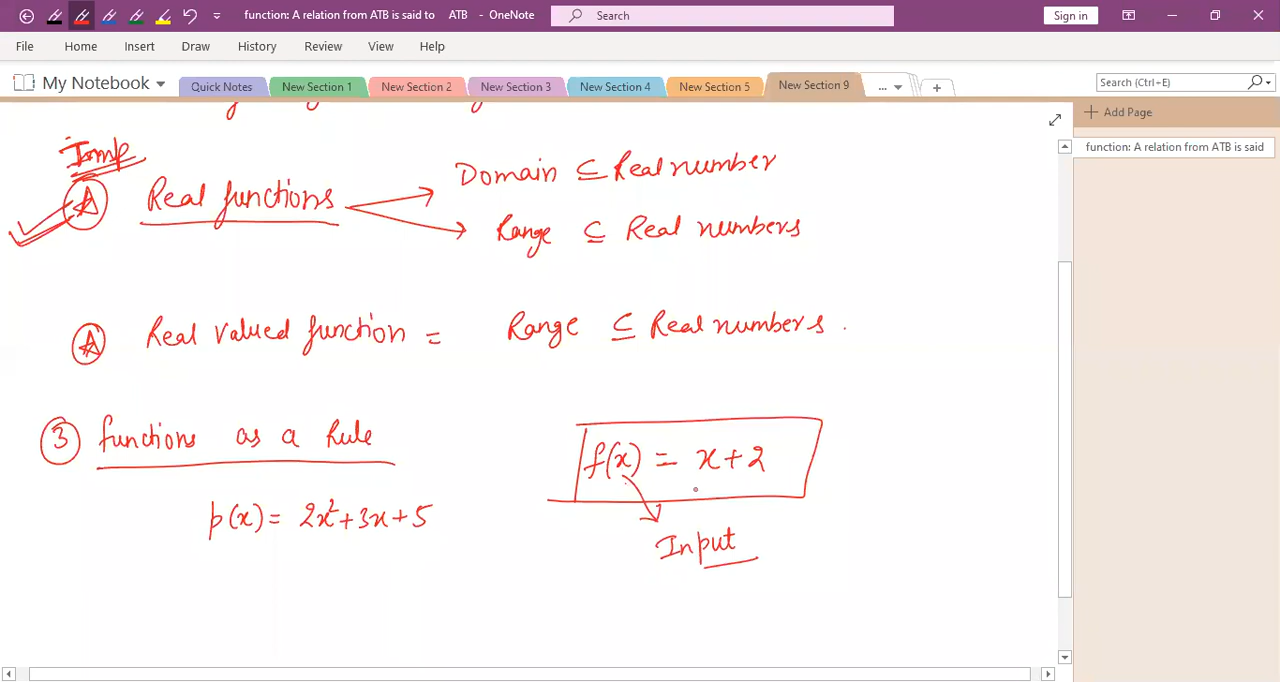 function: A relation from ATB is said to    ATB  -  OneNote
Search
Sign in
File Home Insert Draw History Review View Help
My Notebook
Quick Notes New Section 1 New Section 2 New Section 3 New Section 4 New Section 5 New Section 9 ... +
Search (Ctrl+E)
+ Add Page
function: A relation from ATB is said
Imp
Real functions
Domain ⊆ Real number
Range ⊆ Real numbers
Real valued function = Range ⊆ Real numbers.
③ functions as a Rule
f(x) = x+2
p(x) = 2x²+3x+5
Input